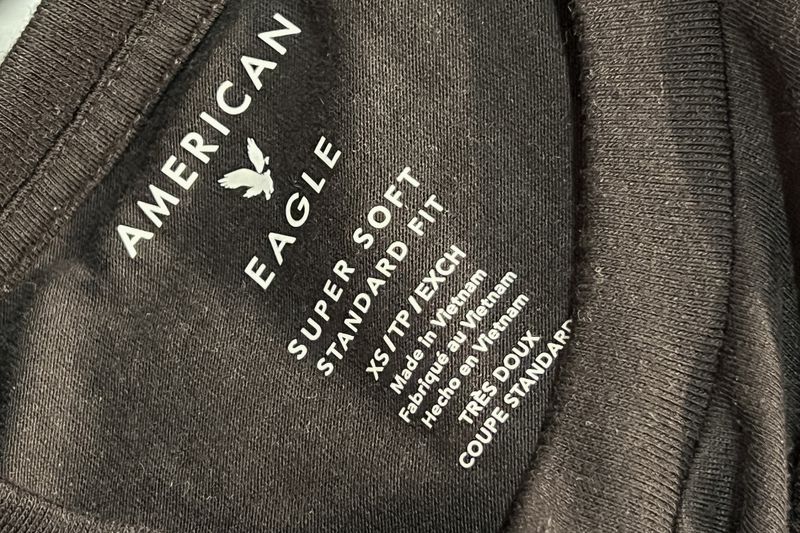 AMERICAN
EAGLE
SUPER SOFT
STANDARD FIT
XS/TP/EXCH
Made in Vietnam
Fabriqué au Vietnam
Hecho en Vietnam
TRÈS DOUX
COUPE STANDARD